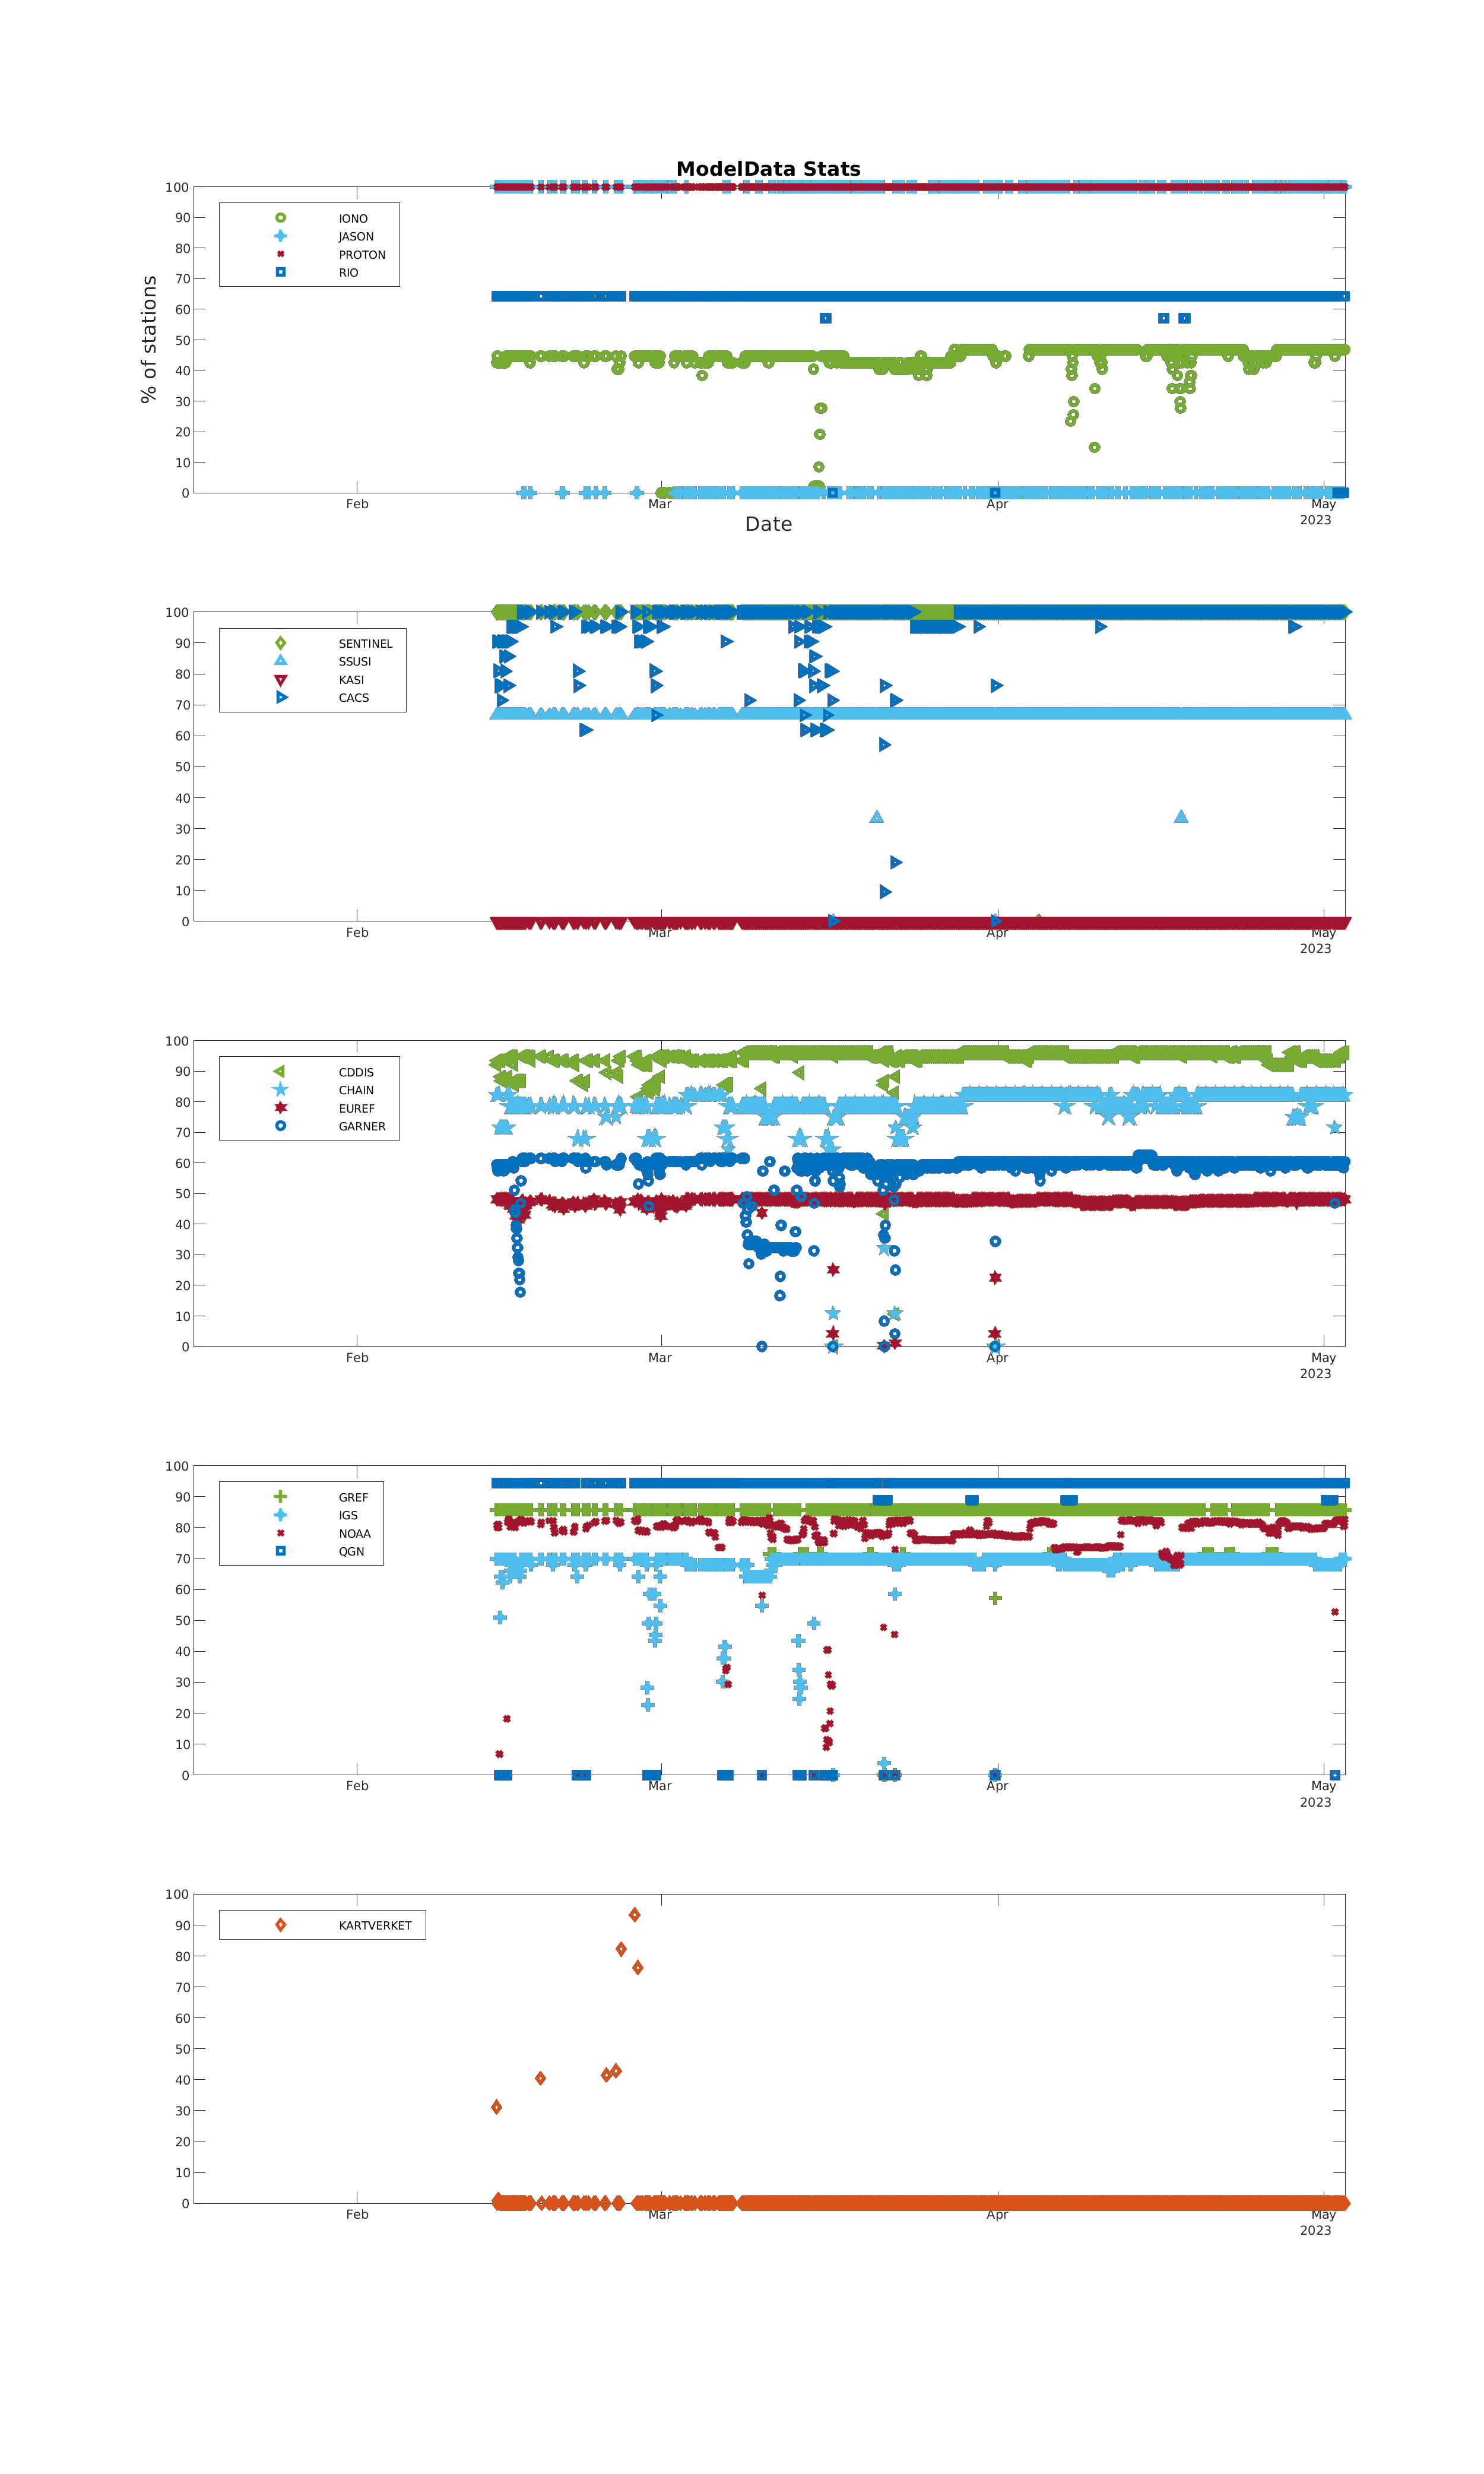 ModelData Stats
100
90
80
70
60
50
40
30
20
10
0
% of stations
IONO
JASON
PROTON
RIO
Feb
Mar
Apr
May
2023
Date
100
90
80
70
60
50
40
30
20
10
0
SENTINEL
SSUSI
KASI
CACS
Feb
Mar
Apr
May
2023
100
90
80
70
60
50
40
30
20
10
0
CDDIS
CHAIN
EUREF
GARNER
Feb
Mar
Apr
May
2023
100
90
80
70
60
50
40
30
20
10
0
GREF
IGS
NOAA
QGN
Feb
Mar
Apr
May
2023
100
90
80
70
60
50
40
30
20
10
0
KARTVERKET
Feb
Mar
Apr
May
2023